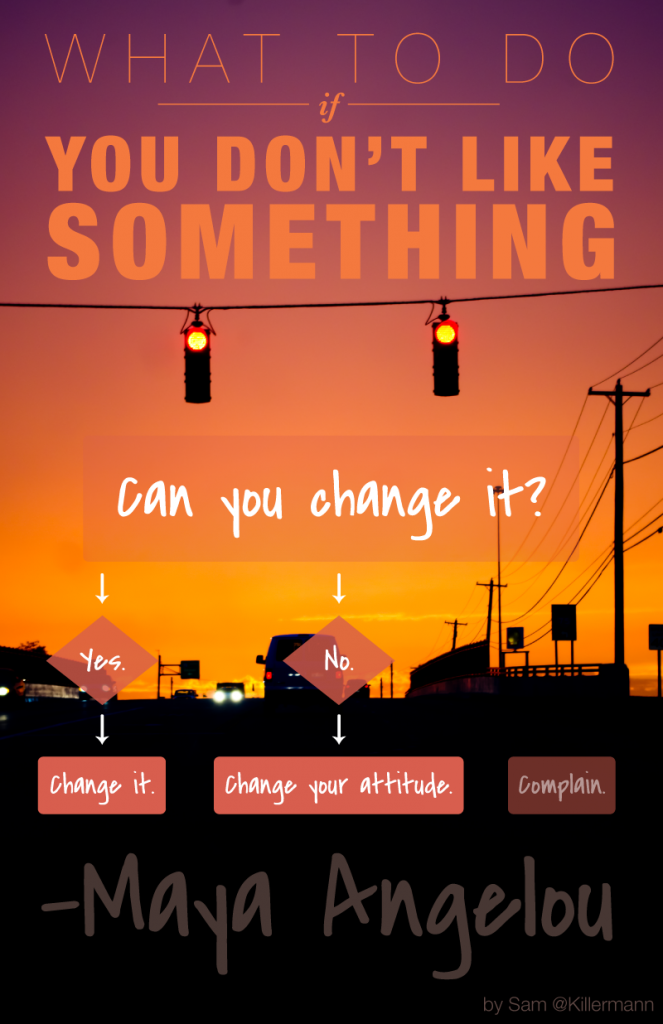 WHAT TO DO
if
YOU DON'T LIKE
SOMETHING
Can you change it?
Yes. No.
Change it. Change your attitude. Complain.
-Maya Angelou
by Sam @Killermann